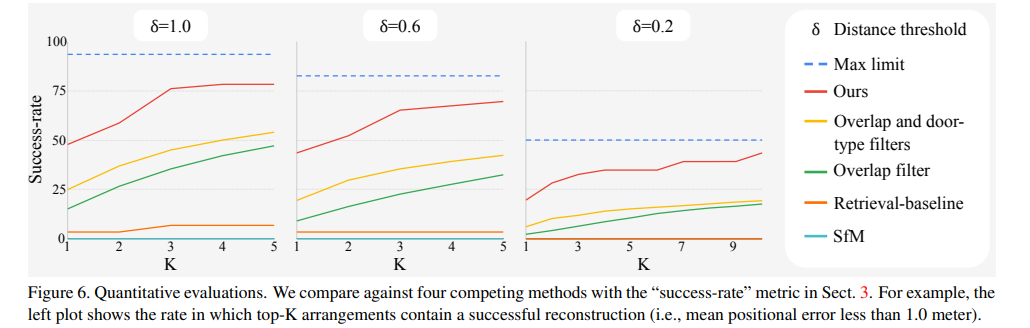 δ=1.0
δ=0.6
δ=0.2
Success-rate
100
75
50
25
0
1
2
3
4
5
K
1
2
3
4
5
K
1
3
5
7
9
K
δ Distance threshold
Max limit
Ours
Overlap and door-
type filters
Overlap filter
Retrieval-baseline
SfM
Figure 6. Quantitative evaluations. We compare against four competing methods with the “success-rate” metric in Sect. 3. For example, the
left plot shows the rate in which top-K arrangements contain a successful reconstruction (i.e., mean positional error less than 1.0 meter).